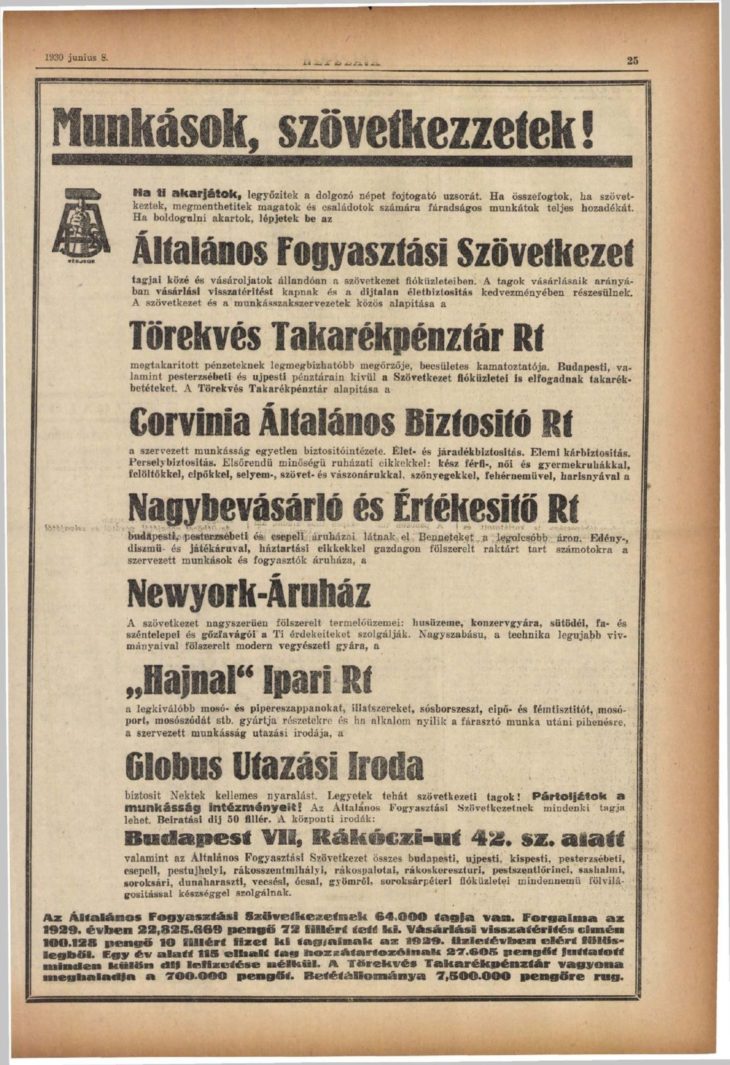 1930 junius 8.
NÉPSZAVA
25
Munkások, szövetkezzetek!
Ha ti akarjátok, legyőzitek a dolgozó népet fojtogató uzsorát. Ha összefogtok, ha szövet-
keztek, megmenthetitek magatok és családotok számára fáradságos munkátok teljes hozadékát.
Ha boldogulni akartok, lépjetek be az
Általános Fogyasztási Szövetkezet
tagjai közé és vásároljatok állandóan a szövetkezet fióküzleteiben. A tagok vásárlásaik arányá-
ban vásárlási visszatérítést kapnak és a díjtalan életbiztositás kedvezményében részesülnek.
A szövetkezet és a munkásszakszervezetek közös alapitása a
Törekvés Takarékpénztár Rt
megtakarított pénzeteknek legmegbizhatóbb megőrzője, becsületes kamatoztatója. Budapesti, va-
lamint pesterzsébeti és ujpesti pénztárain kivül a Szövetkezet fióküzletei is elfogadnak takarék-
betéteket. A Törekvés Takarékpénztár alapitása a
Corvinia Általános Biztositó Rt
a szervezett munkásság egyetlen biztositóintézete. Élet- és járadékbiztositás. Elemi kárbiztositás.
Perselybiztositás. Elsőrendü minőségü ruházati cikkekkel: kész férfi-, női és gyermekruhákkal,
felöltőkkel, cipőkkel, selyem-, szövet- és vászonárukkal, szőnyegekkel, fehérnemüvel, harisnyával a
Nagybevásárló és Értékesitő Rt
budapesti, pesterzsébeti és csepeli áruházai látnak el Benneteket a legolcsóbb áron. Edény-,
diszmü- és játékáruval, háztartási cikkekkel gazdagon fölszerelt raktárt tart számotokra a
szervezett munkások és fogyasztók áruháza, a
Newyork-Áruház
A szövetkezet nagyszerüen fölszerelt termelőüzemei: husüzeme, konzervgyára, sütödéi, fa- és
széntelepei és gőzfavágói a Ti érdekeiteket szolgálják. Nagyszabásu, a technika legujabb viv-
mányaival fölszerelt modern vegyészeti gyára, a
„Hajnal“ Ipari Rt
a legkiválóbb mosó- és pipereszappanokat, illatszereket, sósborszeszt, cipő- és fémtisztitót, mosó-
port, mosószódát stb. gyártja részetekre és ha alkalom nyilik a fárasztó munka utáni pihenésre,
a szervezett munkásság utazási irodája, a
Globus Utazási Iroda
biztosit Nektek kellemes nyaralást. Legyetek tehát szövetkezeti tagok! Pártoljátok a
munkásság intézményeit! Az Általános Fogyasztási Szövetkezetnek mindenki tagja
lehet. Beiratási dij 50 fillér. A központi irodák:
Budapest VII, Rákóczi-ut 42. sz. alatt
valamint az Általános Fogyasztási Szövetkezet összes budapesti, ujpesti, kispesti, pesterzsébeti,
csepeli, pestujhelyi, rákosszentmihályi, rákospalotai, rákoskereszturi, pestszentlőrinci, sashalmi,
soroksári, dunaharaszti, vecsési, ócsai, gyömrői, soroksárpéteri fióküzletei mindennemü fölvilá-
gositással készséggel szolgálnak.
Az Általános Fogyasztási Szövetkezetnek 64.000 tagja van. Forgalma az
1929. évben 22,825.669 pengő 72 fillért tett ki. Vásárlási visszatérités címén
100.128 pengő 10 fillért fizet ki tagjainak az 1929. üzletévben elért fölös-
legből. Egy év alatt 115 elhalt tag hozzátartozóinak 27.605 pengőt juttatott
minden külön dij lefizetése nélkül. A Törekvés Takarékpénztár vagyona
meghaladja a 700.000 pengőt. Betétállománya 7,500.000 pengőre rug.